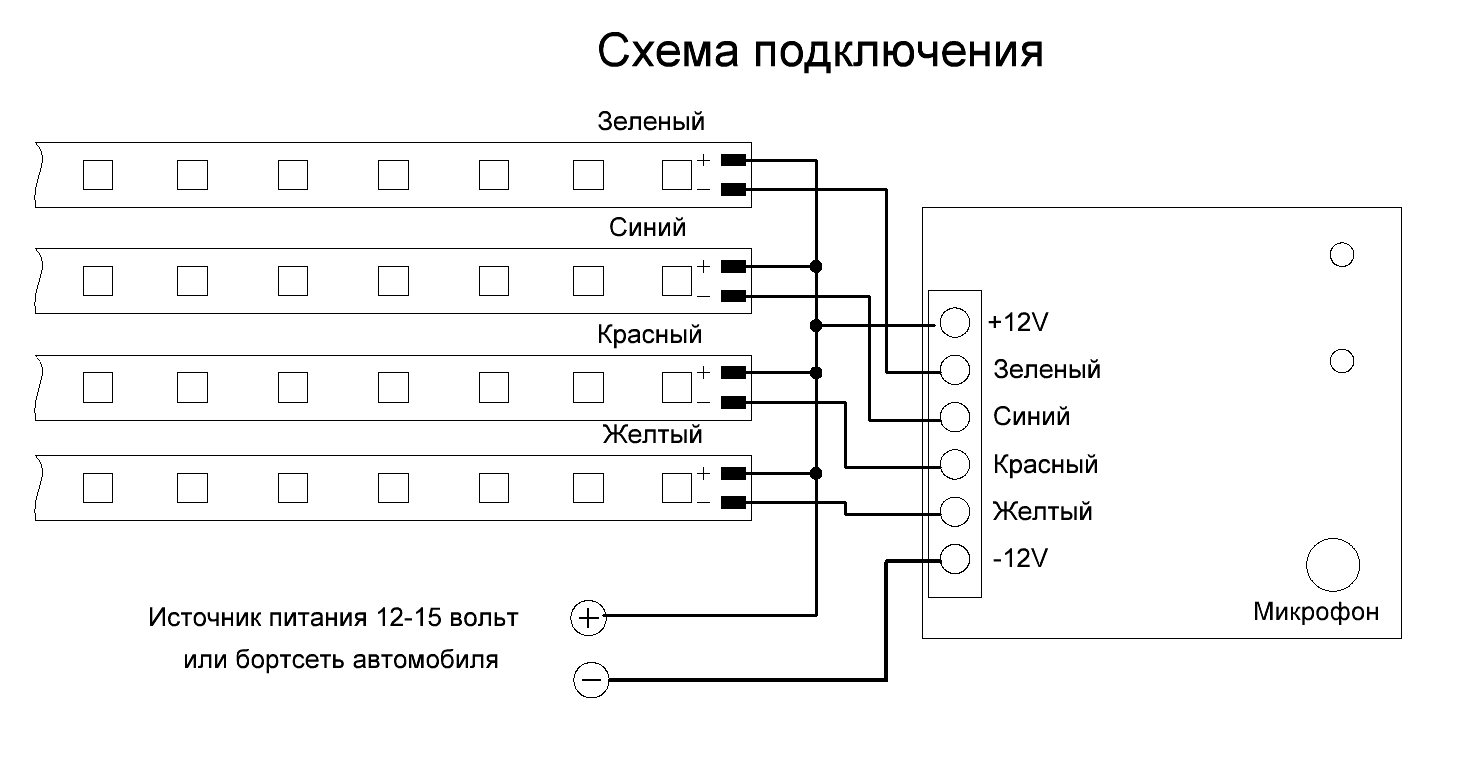 Схема подключения
Зеленый
+
–
Синий
+
–
Красный
+
–
Желтый
+
–
+12V
Зеленый
Синий
Красный
Желтый
-12V
Микрофон
Источник питания 12-15 вольт
или бортсеть автомобиля
+
–